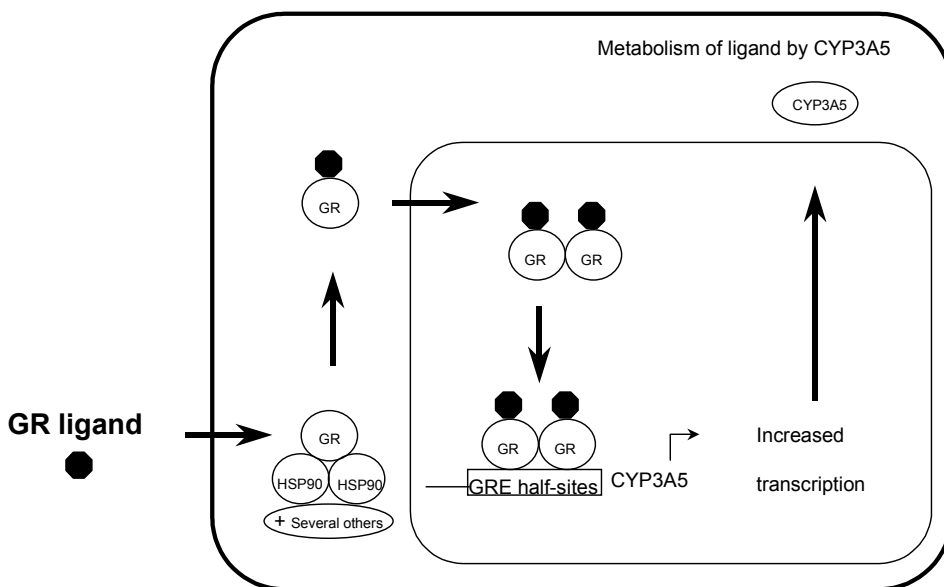 Metabolism of ligand by CYP3A5
CYP3A5
GR
GR GR
GR ligand
GR
HSP90 HSP90
+ Several others
GR GR
GRE half-sites
CYP3A5
Increased
transcription